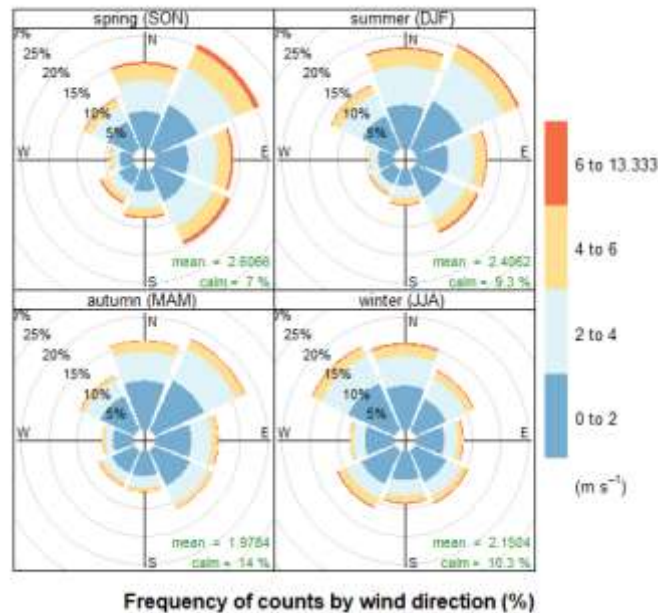 spring (SON)
summer (DJF)
N
25%
20%
15%
10%
5%
W
E
S
mean = 2.6066
calm = 7 %
N
25%
20%
15%
10%
5%
W
E
S
mean = 2.4062
calm = 9.3 %
autumn (MAM)
winter (JJA)
N
25%
20%
15%
10%
5%
W
E
S
mean = 1.9784
calm = 14 %
N
25%
20%
15%
10%
5%
W
E
S
calm = 10.3 %
6 to 13.333
4 to 6
2 to 4
0 to 2
(m s⁻¹)
Frequency of counts by wind direction (%)